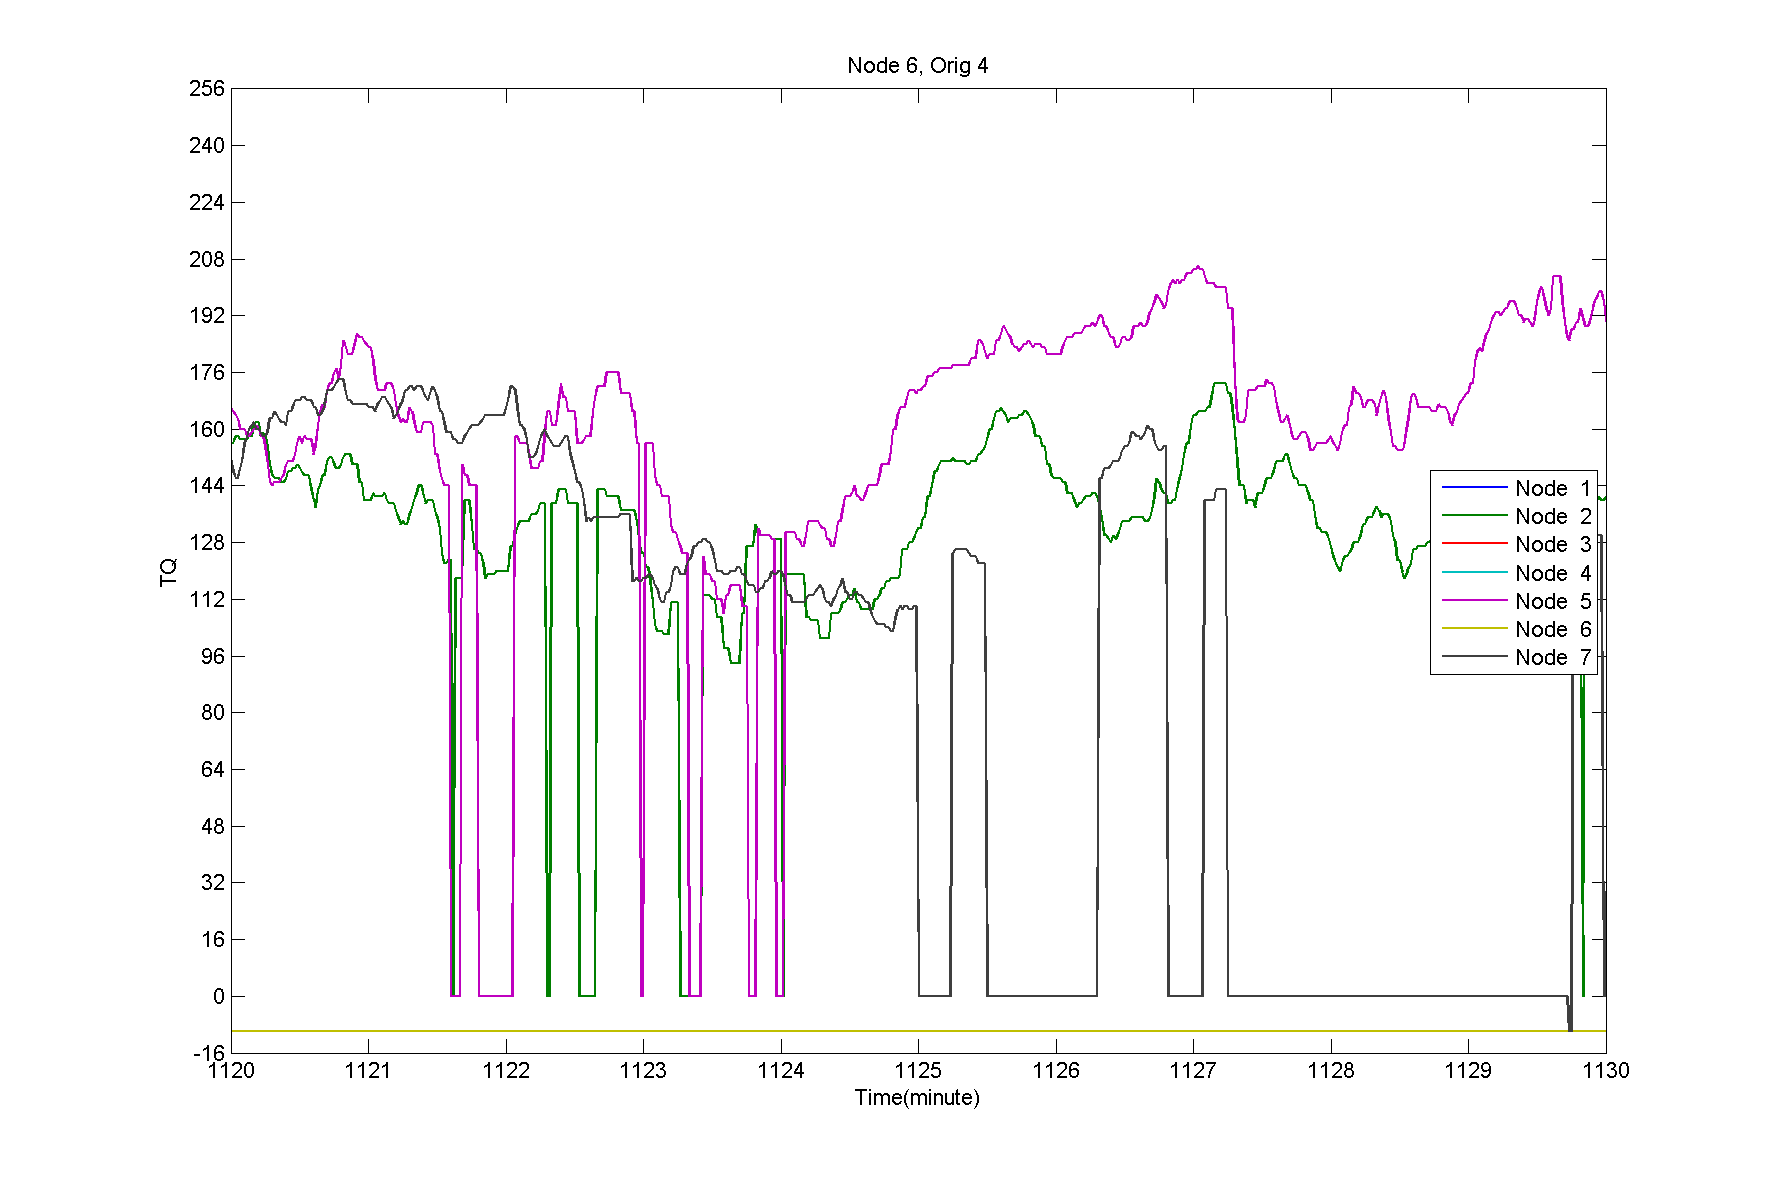 Node 6, Orig 4
256
240
224
208
192
176
160
144
128
112
96
80
64
48
32
16
0
-16
TQ
Node 1
Node 2
Node 3
Node 4
Node 5
Node 6
Node 7
1120 1121 1122 1123 1124 1125 1126 1127 1128 1129 1130
Time(minute)